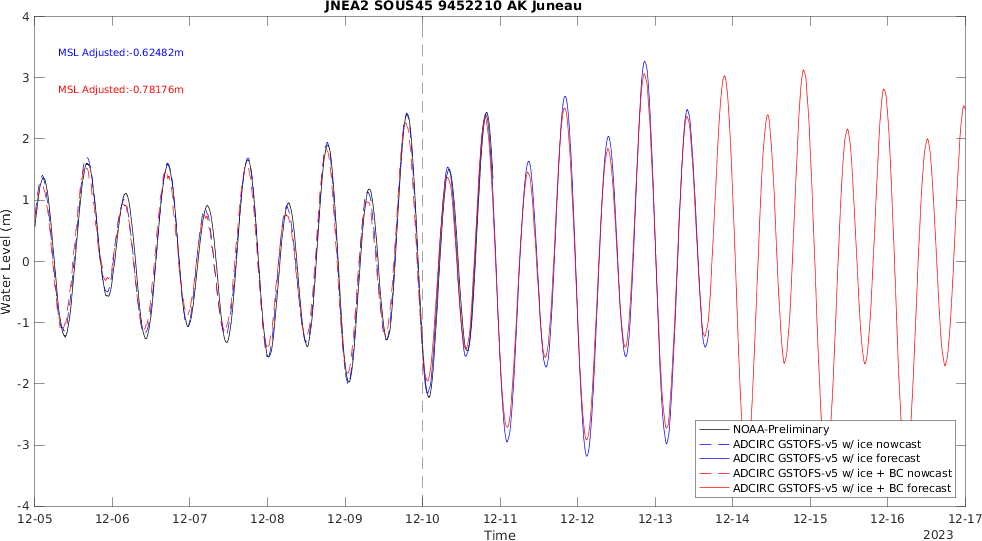 JNEA2 SOUS45 9452210 AK Juneau
MSL Adjusted:-0.62482m
MSL Adjusted:-0.78176m
Water Level (m)
4
3
2
1
0
-1
-2
-3
-4
NOAA-Preliminary
ADCIRC GSTOFS-v5 w/ ice nowcast
ADCIRC GSTOFS-v5 w/ ice forecast
ADCIRC GSTOFS-v5 w/ ice + BC nowcast
ADCIRC GSTOFS-v5 w/ ice + BC forecast
12-05 12-06 12-07 12-08 12-09 12-10 12-11 12-12 12-13 12-14 12-15 12-16 12-17
Time
2023